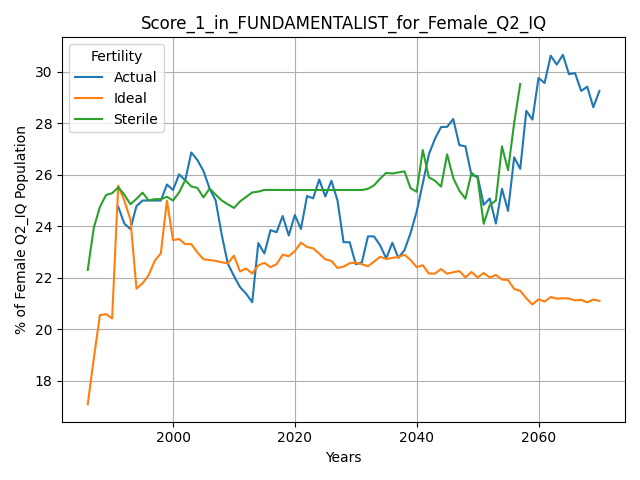 Score_1_in_FUNDAMENTALIST_for_Female_Q2_IQ
Fertility
Actual
Ideal
Sterile
% of Female Q2_IQ Population
30
28
26
24
22
20
18
2000
2020
2040
2060
Years